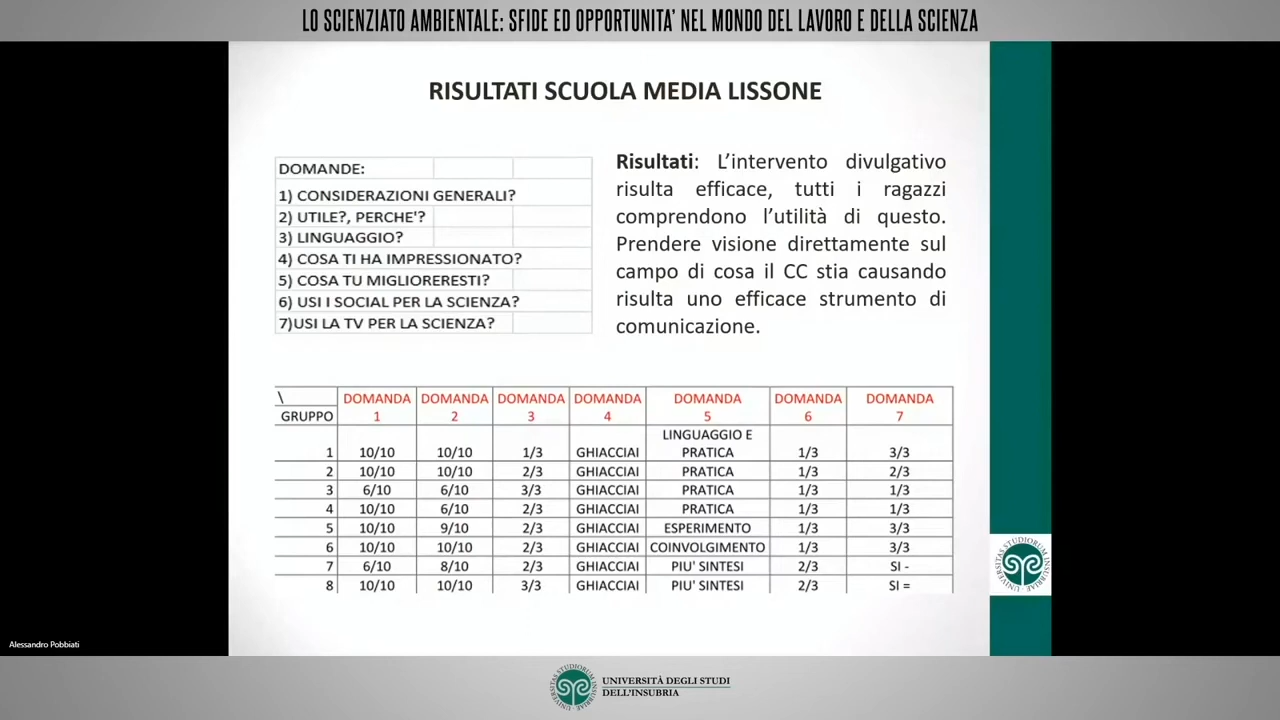 LO SCIENZIATO AMBIENTALE: SFIDE ED OPPORTUNITA' NEL MONDO DEL LAVORO E DELLA SCIENZA
RISULTATI SCUOLA MEDIA LISSONE
DOMANDE:
1) CONSIDERAZIONI GENERALI?
2) UTILE?, PERCHE'?
3) LINGUAGGIO?
4) COSA TI HA IMPRESSIONATO?
5) COSA TU MIGLIORERESTI?
6) USI I SOCIAL PER LA SCIENZA?
7)USI LA TV PER LA SCIENZA?
Risultati: L'intervento divulgativo
risulta efficace, tutti i ragazzi
comprendono l'utilità di questo.
Prendere visione direttamente sul
campo di cosa il CC stia causando
risulta uno efficace strumento di
comunicazione.
\ DOMANDA DOMANDA DOMANDA DOMANDA DOMANDA DOMANDA DOMANDA
GRUPPO 1 2 3 4 5 6 7
LINGUAGGIO E
1 10/10 10/10 1/3 GHIACCIAI PRATICA 1/3 3/3
2 10/10 10/10 2/3 GHIACCIAI PRATICA 1/3 2/3
3 6/10 6/10 3/3 GHIACCIAI PRATICA 1/3 1/3
4 10/10 6/10 2/3 GHIACCIAI PRATICA 1/3 1/3
5 10/10 9/10 2/3 GHIACCIAI ESPERIMENTO 1/3 3/3
6 10/10 10/10 2/3 GHIACCIAI COINVOLGIMENTO 1/3 3/3
7 6/10 8/10 2/3 GHIACCIAI PIU' SINTESI 2/3 SI -
8 10/10 10/10 3/3 GHIACCIAI PIU' SINTESI 2/3 SI =
UNIVERSITAS STUDIORUM INSUBRIAE
Alessandro Pobbiati
UNIVERSITAS STUDIORUM INSUBRIAE
UNIVERSITÀ DEGLI STUDI
DELL'INSUBRIA